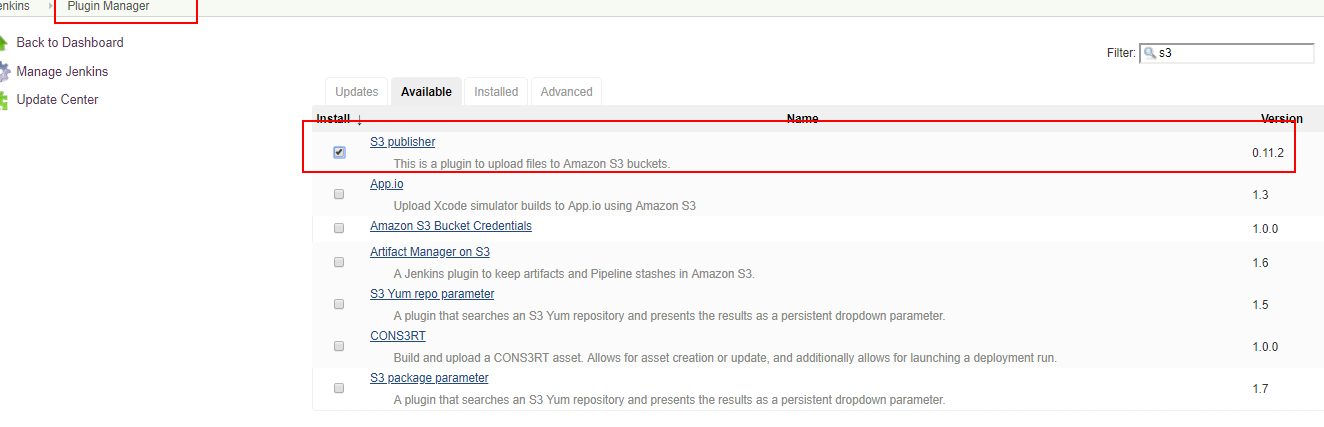 enkins Plugin Manager
Back to Dashboard
Manage Jenkins
Update Center
Filter: s3
Updates Available Installed Advanced
Install ↓ Name Version
S3 publisher
This is a plugin to upload files to Amazon S3 buckets.
0.11.2
App.io
Upload Xcode simulator builds to App.io using Amazon S3
1.3
Amazon S3 Bucket Credentials 1.0.0
Artifact Manager on S3
A Jenkins plugin to keep artifacts and Pipeline stashes in Amazon S3.
1.6
S3 Yum repo parameter
A plugin that searches an S3 Yum repository and presents the results as a persistent dropdown parameter.
1.5
CONS3RT
Build and upload a CONS3RT asset. Allows for asset creation or update, and additionally allows for launching a deployment run.
1.0.0
S3 package parameter
A plugin that searches an S3 Yum repository and presents the results as a persistent dropdown parameter.
1.7